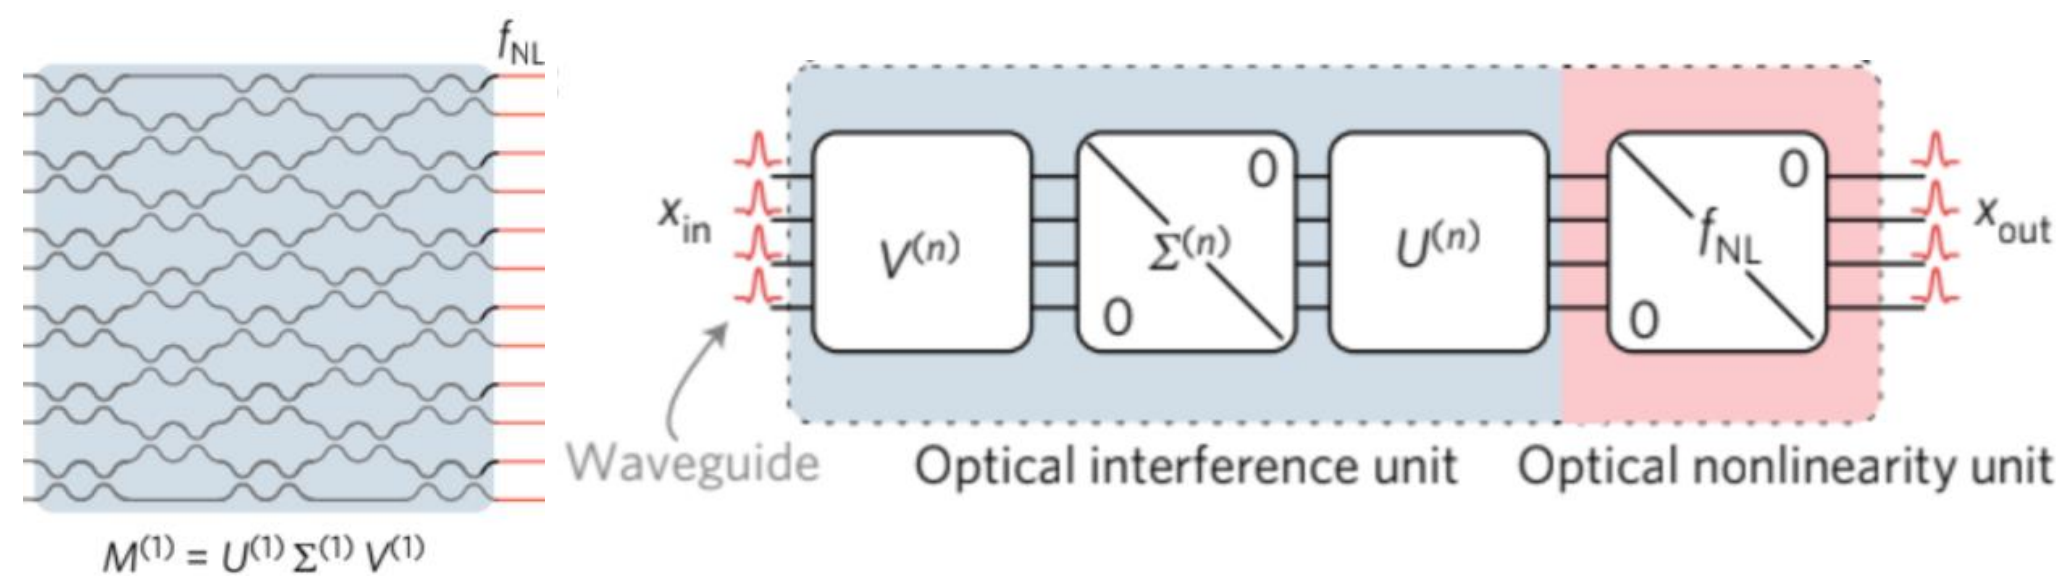 f_NL
M^(1) = U^(1) Σ^(1) V^(1)
x_in
V^(n)
0
Σ^(n)
0
U^(n)
0
f_NL
0
x_out
Waveguide
Optical interference unit
Optical nonlinearity unit